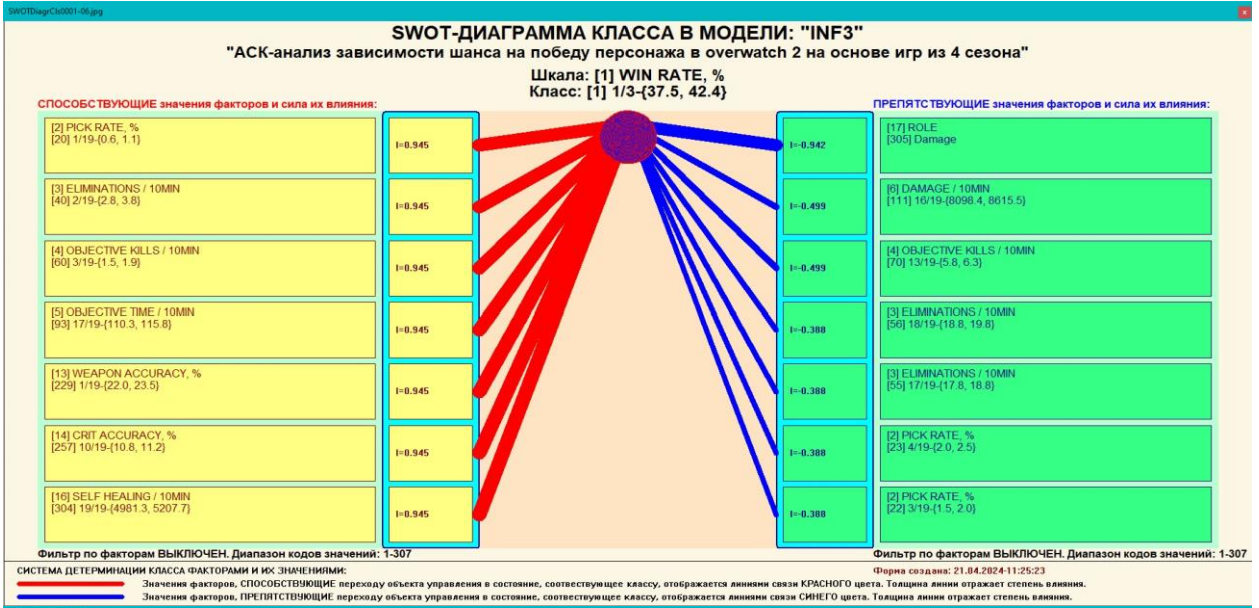 SWOTDiagrCls0001-06.jpg
SWOT-ДИАГРАММА КЛАССА В МОДЕЛИ: "INF3"
"АСК-анализ зависимости шанса на победу персонажа в overwatch 2 на основе игр из 4 сезона"
Шкала: [1] WIN RATE, %
Класс: [1] 1/3-{37.5, 42.4}
СПОСОБСТВУЮЩИЕ значения факторов и сила их влияния:
[2] PICK RATE, %
[20] 1/19-{0.6, 1.1}
I=0.945
[3] ELIMINATIONS / 10MIN
[40] 2/19-{2.8, 3.8}
I=0.945
[4] OBJECTIVE KILLS / 10MIN
[60] 3/19-{1.5, 1.9}
I=0.945
[5] OBJECTIVE TIME / 10MIN
[93] 17/19-{110.3, 115.8}
I=0.945
[13] WEAPON ACCURACY, %
[229] 1/19-{22.0, 23.5}
I=0.945
[14] CRIT ACCURACY, %
[257] 10/19-{10.8, 11.2}
I=0.945
[16] SELF HEALING / 10MIN
[304] 19/19-{4981.3, 5207.7}
I=0.945
Фильтр по факторам ВЫКЛЮЧЕН. Диапазон кодов значений: 1-307
ПРЕПЯТСТВУЮЩИЕ значения факторов и сила их влияния:
I=-0.942
[17] ROLE
[305] Damage
I=-0.499
[6] DAMAGE / 10MIN
[111] 16/19-{8098.4, 8615.5}
I=-0.499
[4] OBJECTIVE KILLS / 10MIN
[70] 13/19-{5.8, 6.3}
I=-0.388
[3] ELIMINATIONS / 10MIN
[56] 18/19-{18.8, 19.8}
I=-0.388
[3] ELIMINATIONS / 10MIN
[55] 17/19-{17.8, 18.8}
I=-0.388
[2] PICK RATE, %
[23] 4/19-{2.0, 2.5}
I=-0.388
[2] PICK RATE, %
[22] 3/19-{1.5, 2.0}
Фильтр по факторам ВЫКЛЮЧЕН. Диапазон кодов значений: 1-307
СИСТЕМА ДЕТЕРМИНАЦИИ КЛАССА ФАКТОРАМИ И ИХ ЗНАЧЕНИЯМИ:
Форма создана: 21.04.2024-11:25:23
Значения факторов, СПОСОБСТВУЮЩИЕ переходу объекта управления в состояние, соотвествующее классу, отображается линиями связи КРАСНОГО цвета. Толщина линии отражает степень влияния.
Значения факторов, ПРЕПЯТСТВУЮЩИЕ переходу объекта управления в состояние, соотвествующее классу, отображается линиями связи СИНЕГО цвета. Толщина линии отражает степень влияния.